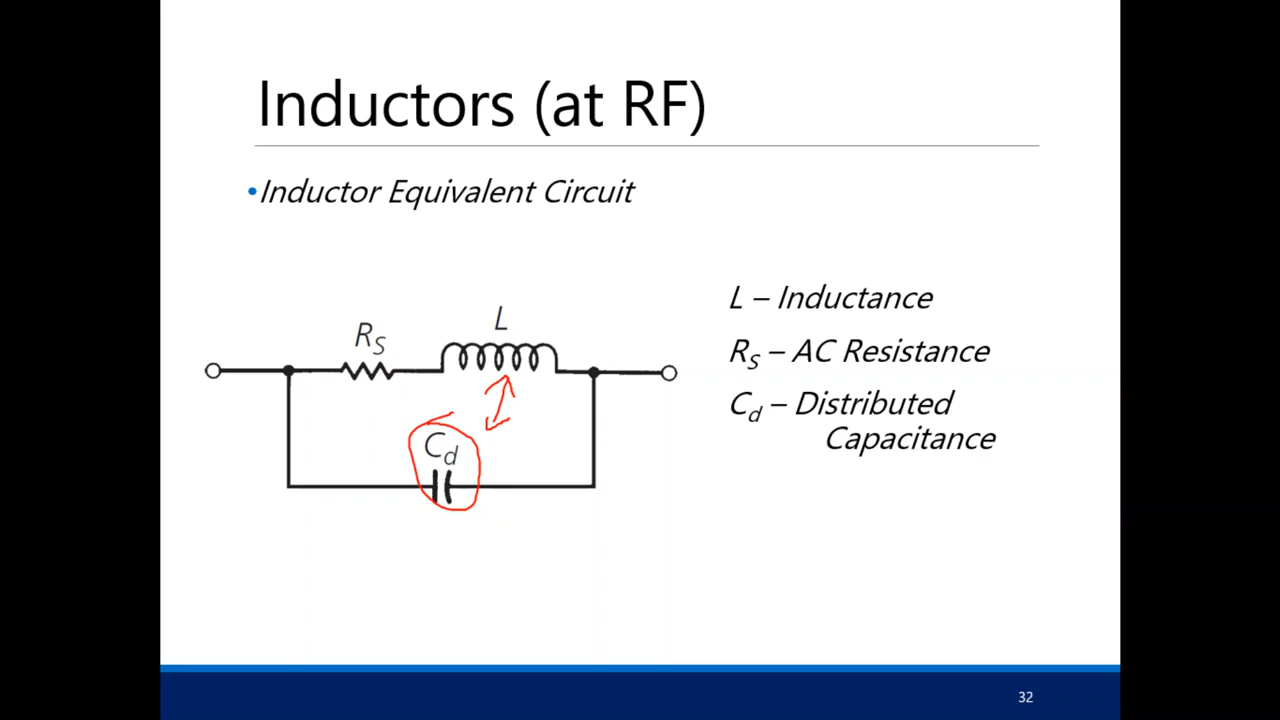 Inductors (at RF)
•Inductor Equivalent Circuit
L – Inductance
L
R_S
R_S – AC Resistance
C_d – Distributed
Capacitance
C_d
32